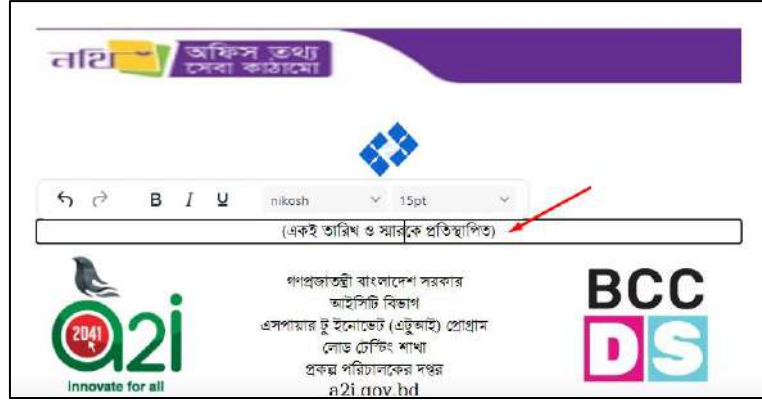 নথি
অফিস তথ্য
সেবা কাঠামো
B I U nikosh 15pt
(একই তারিখ ও স্মারকে প্রতিস্থাপিত)
গণপ্রজাতন্ত্রী বাংলাদেশ সরকার
আইসিটি বিভাগ
এসপায়ার টু ইনোভেট (এটুআই) প্রোগ্রাম
লোড টেস্টিং শাখা
প্রকল্প পরিচালকের দপ্তর
a2i.gov.bd
2041
a2i
innovate for all
BCC
DS